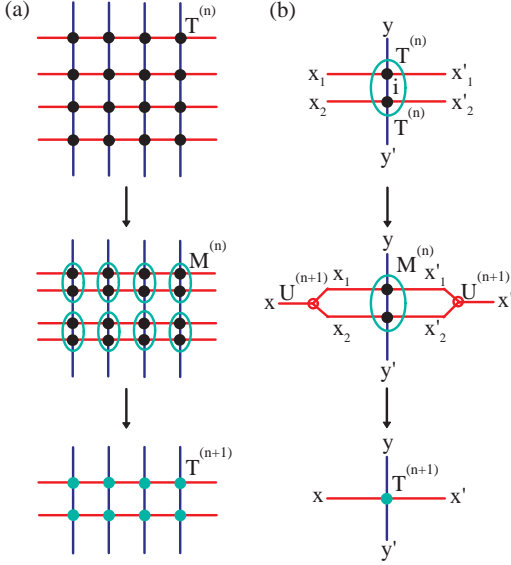 (a)
T^(n)
M^(n)
T^(n+1)
(b)
y
T^(n)
x_1 x'_1
i
x_2 x'_2
T^(n)
y'
y
M^(n)
U^(n+1) x_1 x'_1 U^(n+1)
x x'
x_2 x'_2
y'
y
T^(n+1)
x x'
y'